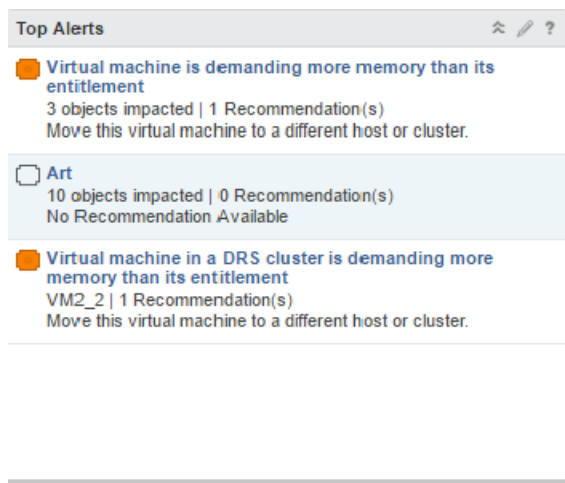 Top Alerts ?
Virtual machine is demanding more memory than its
entitlement
3 objects impacted | 1 Recommendation(s)
Move this virtual machine to a different host or cluster.
Art
10 objects impacted | 0 Recommendation(s)
No Recommendation Available
Virtual machine in a DRS cluster is demanding more
memory than its entitlement
VM2_2 | 1 Recommendation(s)
Move this virtual machine to a different host or cluster.